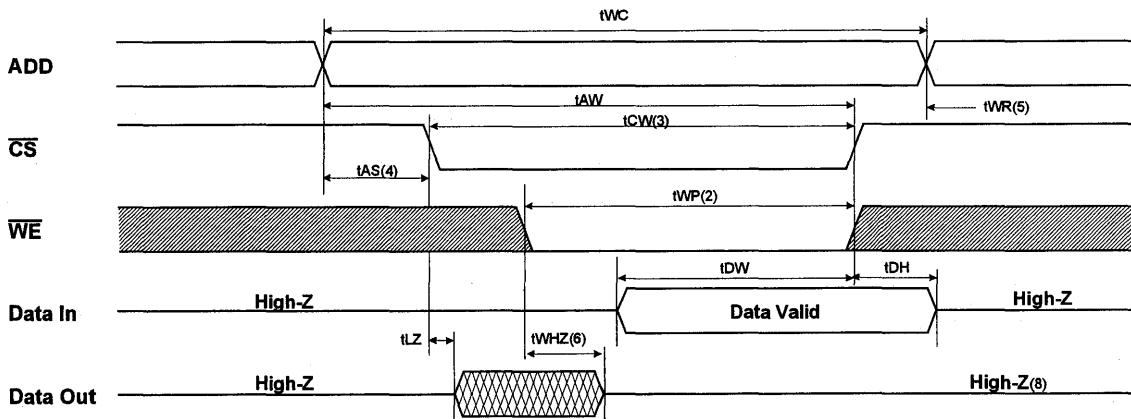 tWC
ADD
tAW
tWR(5)
tCW(3)
CS
tAS(4)
tWP(2)
WE
tDW
tDH
High-Z
Data Valid
High-Z
Data In
tLZ
tWHZ(6)
High-Z
High-Z(8)
Data Out